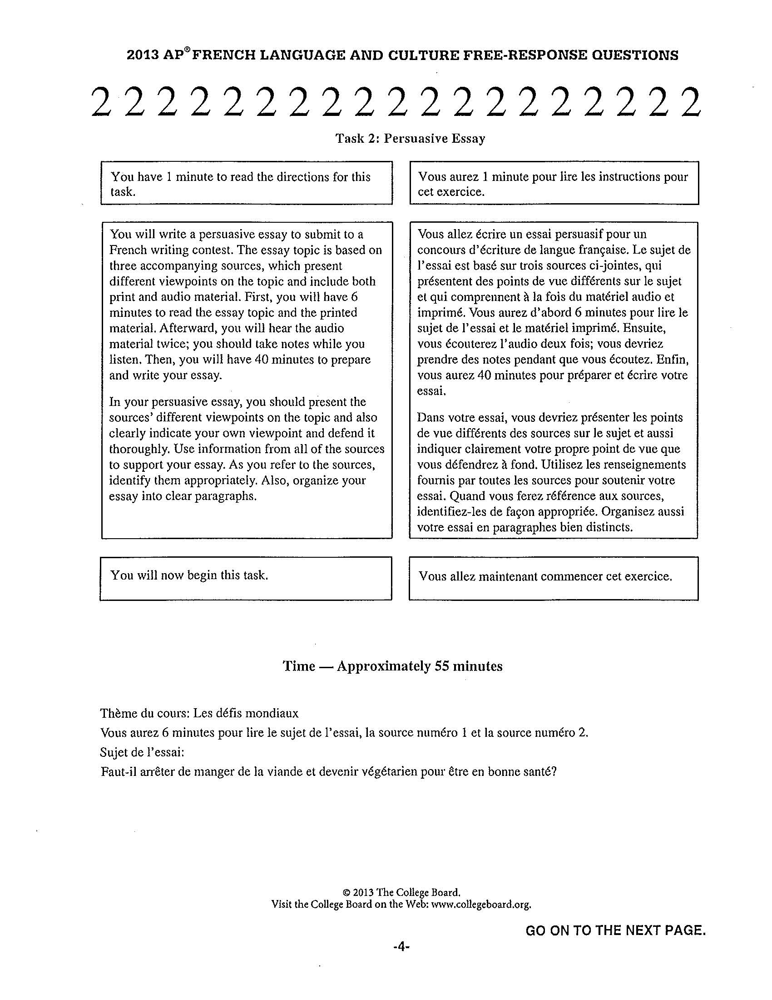 2013 AP® FRENCH LANGUAGE AND CULTURE FREE-RESPONSE QUESTIONS
2 2 2 2 2 2 2 2 2 2 2 2 2 2 2 2 2 2 2
Task 2: Persuasive Essay
You have 1 minute to read the directions for this
task.
Vous aurez 1 minute pour lire les instructions pour
cet exercice.
You will write a persuasive essay to submit to a
French writing contest. The essay topic is based on
three accompanying sources, which present
different viewpoints on the topic and include both
print and audio material. First, you will have 6
minutes to read the essay topic and the printed
material. Afterward, you will hear the audio
material twice; you should take notes while you
listen. Then, you will have 40 minutes to prepare
and write your essay.
In your persuasive essay, you should present the
sources' different viewpoints on the topic and also
clearly indicate your own viewpoint and defend it
thoroughly. Use information from all of the sources
to support your essay. As you refer to the sources,
identify them appropriately. Also, organize your
essay into clear paragraphs.
Vous allez écrire un essai persuasif pour un
concours d'écriture de langue française. Le sujet de
l'essai est basé sur trois sources ci-jointes, qui
présentent des points de vue différents sur le sujet
et qui comprennent à la fois du matériel audio et
imprimé. Vous aurez d'abord 6 minutes pour lire le
sujet de l'essai et le matériel imprimé. Ensuite,
vous écouterez l'audio deux fois; vous devriez
prendre des notes pendant que vous écoutez. Enfin,
vous aurez 40 minutes pour préparer et écrire votre
essai.
Dans votre essai, vous devriez présenter les points
de vue différents des sources sur le sujet et aussi
indiquer clairement votre propre point de vue que
vous défendrez à fond. Utilisez les renseignements
fournis par toutes les sources pour soutenir votre
essai. Quand vous ferez référence aux sources,
identifiez-les de façon appropriée. Organisez aussi
votre essai en paragraphes bien distincts.
You will now begin this task.
Vous allez maintenant commencer cet exercice.
Time — Approximately 55 minutes
Thème du cours: Les défis mondiaux
Vous aurez 6 minutes pour lire le sujet de l'essai, la source numéro 1 et la source numéro 2.
Sujet de l'essai:
Faut-il arrêter de manger de la viande et devenir végétarien pour être en bonne santé?
© 2013 The College Board.
Visit the College Board on the Web: www.collegeboard.org.
GO ON TO THE NEXT PAGE.
-4-